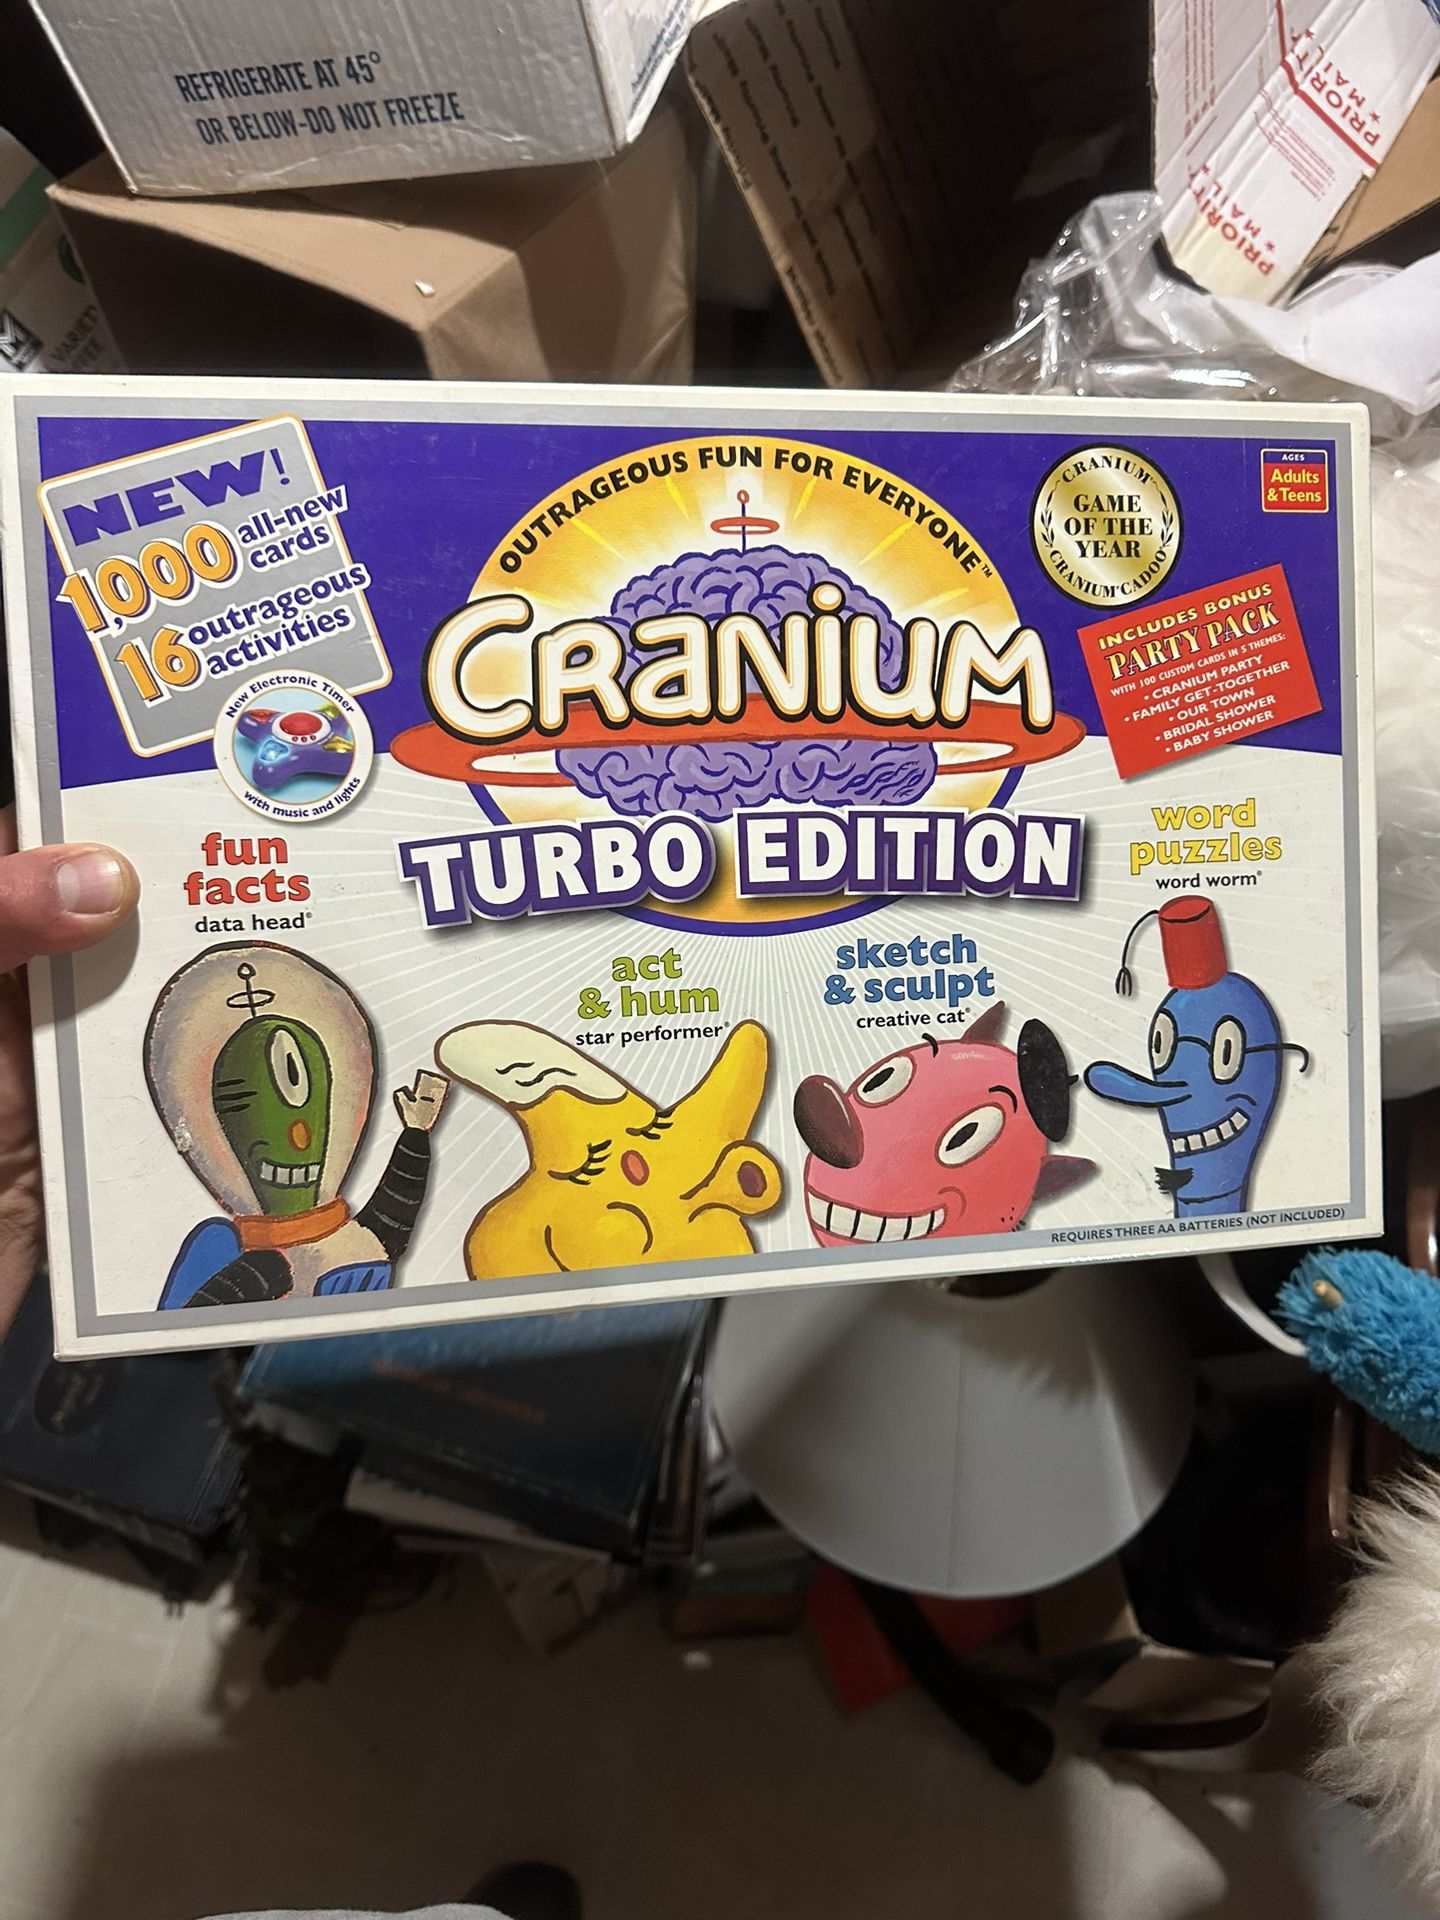 REFRIGERATE AT 45°
OR BELOW-DO NOT FREEZE
PRIORITY
★ MAIL ★
PRIORITY
★ MAIL ★
NEW!
1,000 all-new
cards
16 outrageous
activities
New Electronic Timer
with music and lights
OUTRAGEOUS FUN FOR EVERYONE™
CRANIUM
TURBO EDITION
CRANIUM®
GAME
OF THE
YEAR
CRANIUM®CADOO®
AGES
Adults
&Teens
INCLUDES BONUS
PARTY PACK
WITH 100 CUSTOM CARDS IN 5 THEMES:
• CRANIUM PARTY
• FAMILY GET-TOGETHER
• OUR TOWN
• BRIDAL SHOWER
• BABY SHOWER
fun
facts
data head®
act
& hum
star performer®
sketch
& sculpt
creative cat®
word
puzzles
word worm®
REQUIRES THREE AA BATTERIES (NOT INCLUDED)